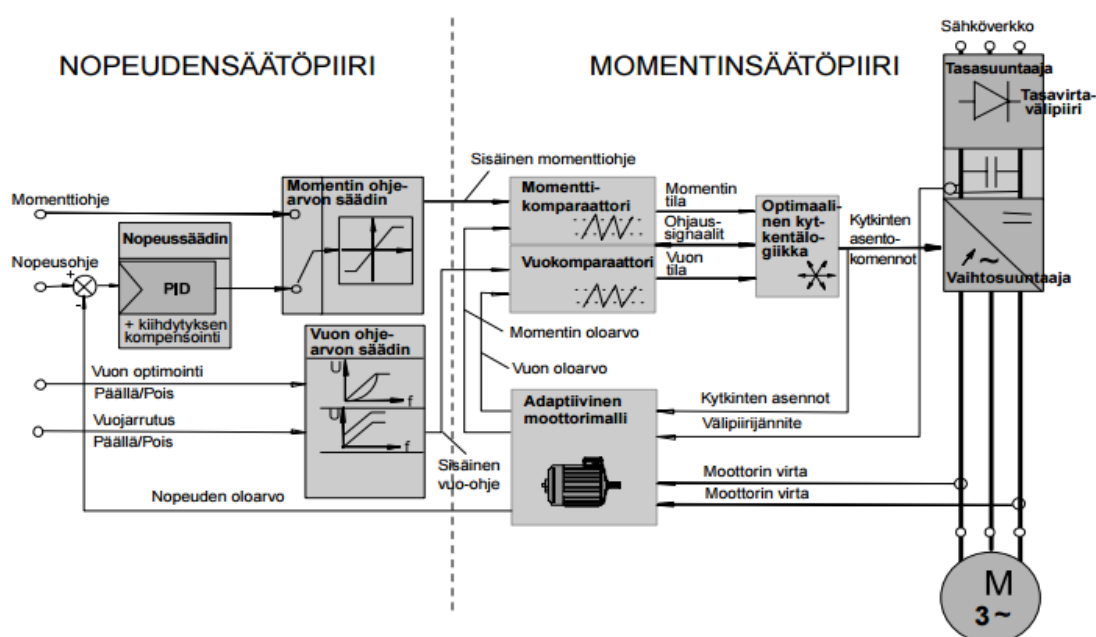 NOPEUDENSÄÄTÖPIIRI
MOMENTINSÄÄTÖPIIRI
Sähköverkko
Tasasuuntaaja
Tasavirta-
välipiiri
Vaihtosuuntaaja
Momenttiohje
Nopeusohje
+
-
Nopeussäädin
PID
+ kiihdytyksen
kompensointi
Momentin ohje-
arvon säädin
Sisäinen momenttiohje
Vuon optimointi
Päällä/Pois
Vuojarrutus
Päällä/Pois
Vuon ohje-
arvon säädin
U
f
U
f
Sisäinen
vuo-ohje
Nopeuden oloarvo
Momentti-
komparaattori
Vuokomparaattori
Momentin
tila
Ohjaus-
signaalit
Vuon
tila
Optimaali-
nen kyt-
kentälo-
giikka
Kytkinten
asento-
komennot
Momentin oloarvo
Vuon oloarvo
Adaptiivinen
moottorimalli
Kytkinten asennot
Välipiirijännite
Moottorin virta
Moottorin virta
~
M
3 ~